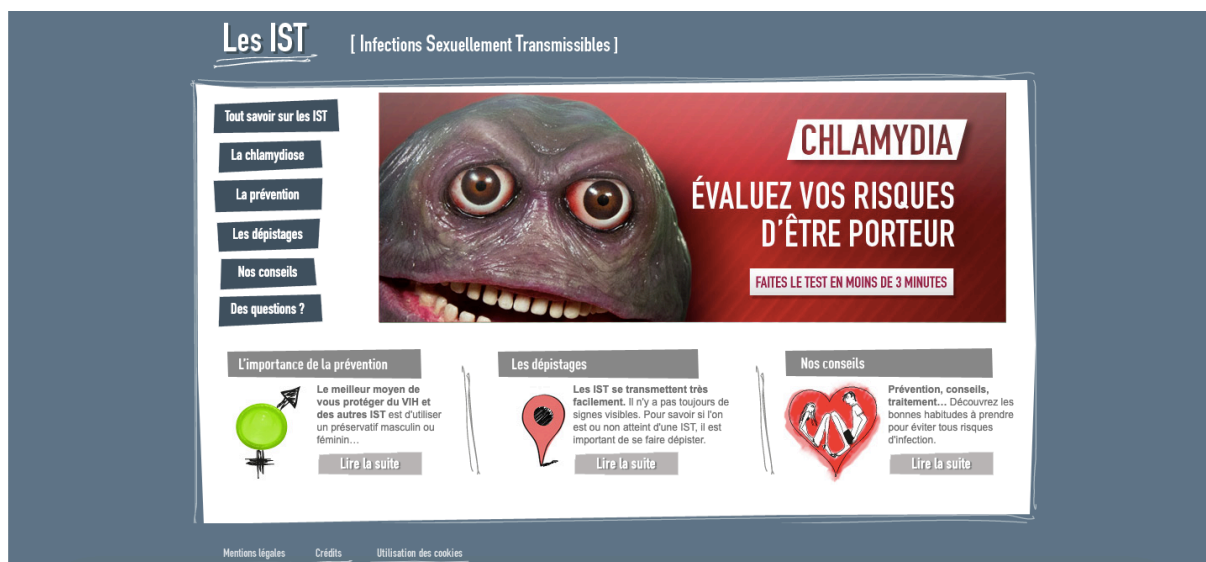 Les IST
[ Infections Sexuellement Transmissibles ]
Tout savoir sur les IST
La chlamydiose
La prévention
Les dépistages
Nos conseils
Des questions ?
CHLAMYDIA
ÉVALUEZ VOS RISQUES
D'ÊTRE PORTEUR
FAITES LE TEST EN MOINS DE 3 MINUTES
L'importance de la prévention
Le meilleur moyen de
vous protéger du VIH et
des autres IST est d'utiliser
un préservatif masculin ou
féminin…
Lire la suite
Les dépistages
Les IST se transmettent très
facilement. Il n'y a pas toujours de
signes visibles. Pour savoir si l'on
est ou non atteint d'une IST, il est
important de se faire dépister.
Lire la suite
Nos conseils
Prévention, conseils,
traitement… Découvrez les
bonnes habitudes à prendre
pour éviter tous risques
d'infection.
Lire la suite
Mentions légales
Crédits
Utilisation des cookies